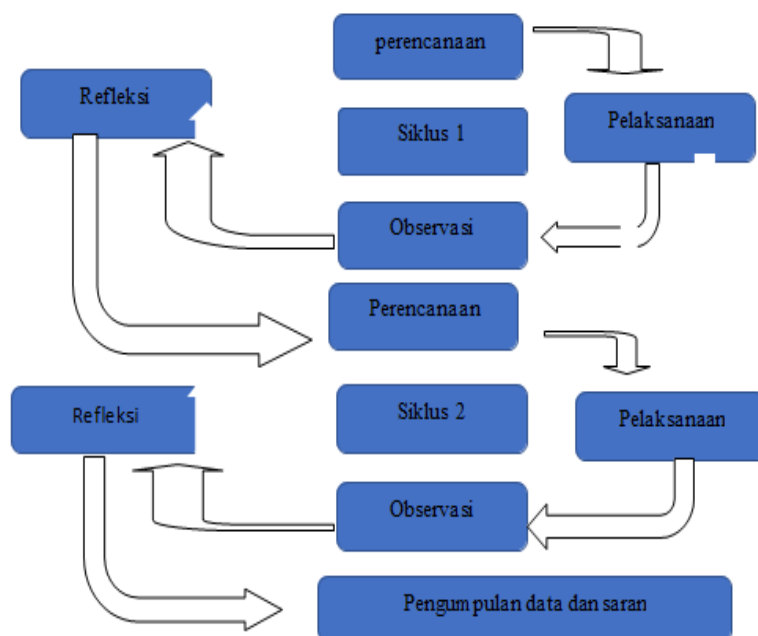 perencanaan
Refleksi
Siklus 1
Pelaksanaan
Observasi
Perencanaan
Refleksi
Siklus 2
Pelaksanaan
Observasi
Pengumpulan data dan saran